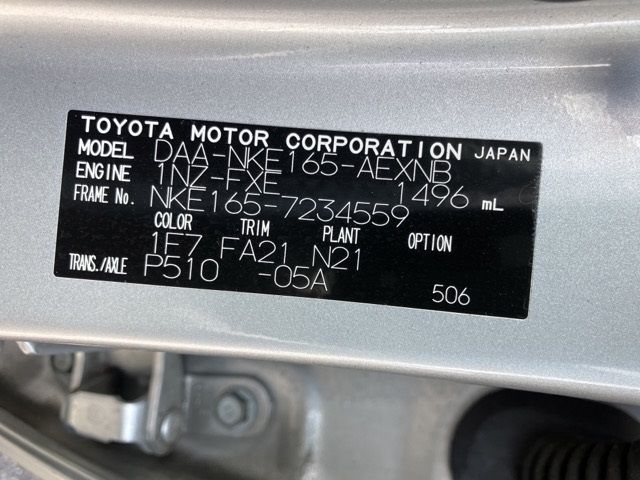 TOYOTA MOTOR CORPORATION JAPAN
MODEL DAA-NKE165-AEXNB
ENGINE 1NZ-FXE 1496 mL
FRAME No. NKE165-7234559
COLOR TRIM PLANT OPTION
1F7 FA21 N21
TRANS./AXLE P510 -05A
506